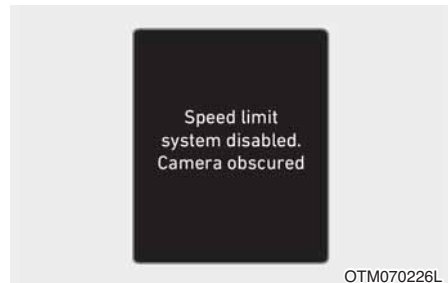 Speed limit
system disabled.
Camera obscured
OTM070226L